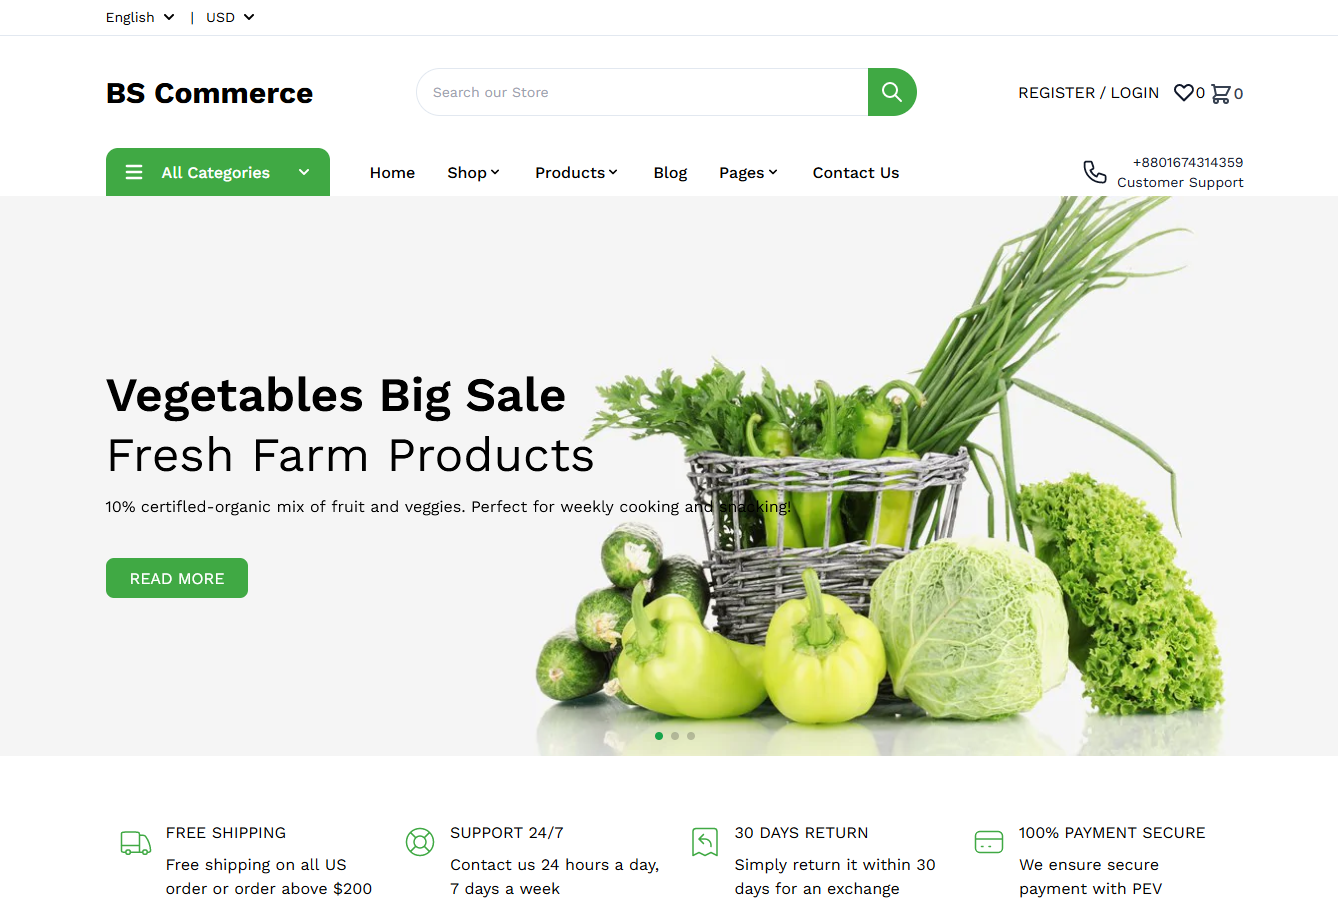 English | USD
BS Commerce
Search our Store
REGISTER / LOGIN 0 0
All Categories
Home Shop Products Blog Pages Contact Us
+8801674314359
Customer Support
Vegetables Big Sale
Fresh Farm Products
10% certifled-organic mix of fruit and veggies. Perfect for weekly cooking and snacking!
READ MORE
FREE SHIPPING
Free shipping on all US
order or order above $200
SUPPORT 24/7
Contact us 24 hours a day,
7 days a week
30 DAYS RETURN
Simply return it within 30
days for an exchange
100% PAYMENT SECURE
We ensure secure
payment with PEV